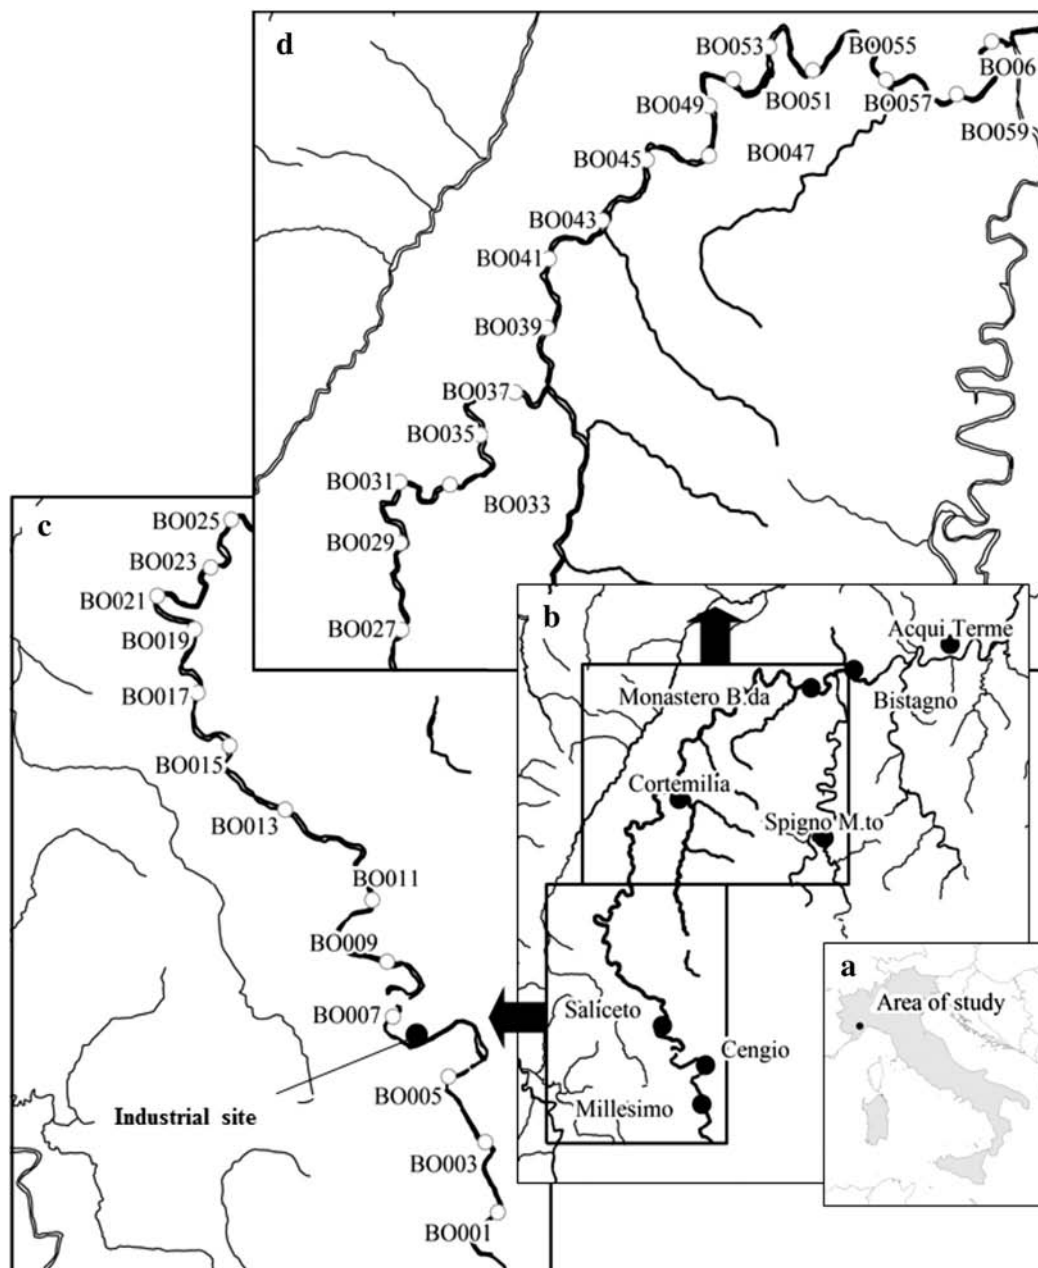 d
BO053
BO055
BO06
BO049
BO051
BO057
BO059
BO045
BO047
BO043
BO041
BO039
BO037
BO035
BO031
BO033
BO029
BO027
c
BO025
BO023
BO021
BO019
BO017
BO015
BO013
BO011
BO009
BO007
BO005
Industrial site
BO003
BO001
b
Acqui Terme
Monastero B.da
Bistagno
Cortemilia
Spigno M.to
Saliceto
Cengio
Millesimo
a
Area of study